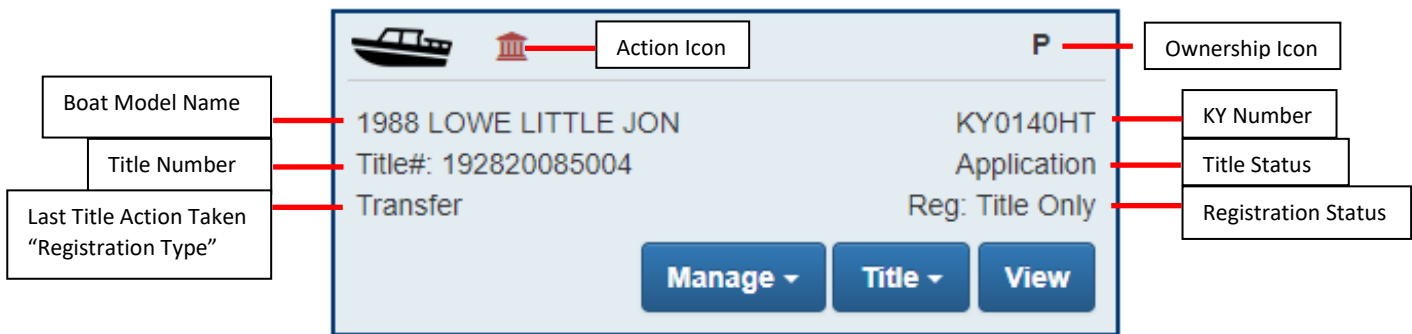 Action Icon
P
Ownership Icon
Boat Model Name
1988 LOWE LITTLE JON
KY0140HT
KY Number
Title Number
Title#: 192820085004
Application
Title Status
Last Title Action Taken
“Registration Type”
Transfer
Reg: Title Only
Registration Status
Manage
Title
View